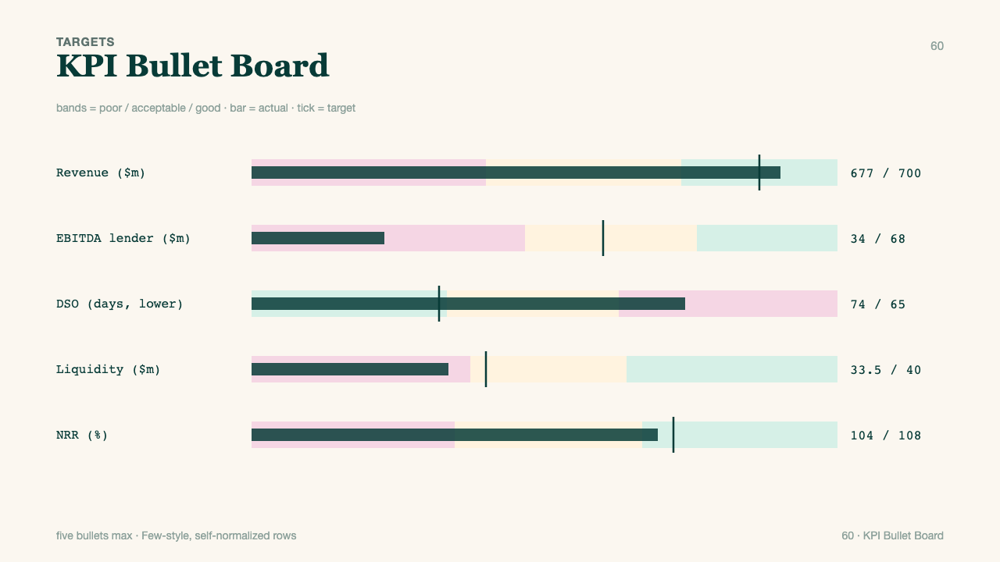 TARGETS
KPI Bullet Board
60
bands = poor / acceptable / good · bar = actual · tick = target
Revenue ($m) 677 / 700
EBITDA lender ($m) 34 / 68
DSO (days, lower) 74 / 65
Liquidity ($m) 33.5 / 40
NRR (%) 104 / 108
five bullets max · Few-style, self-normalized rows
60 · KPI Bullet Board